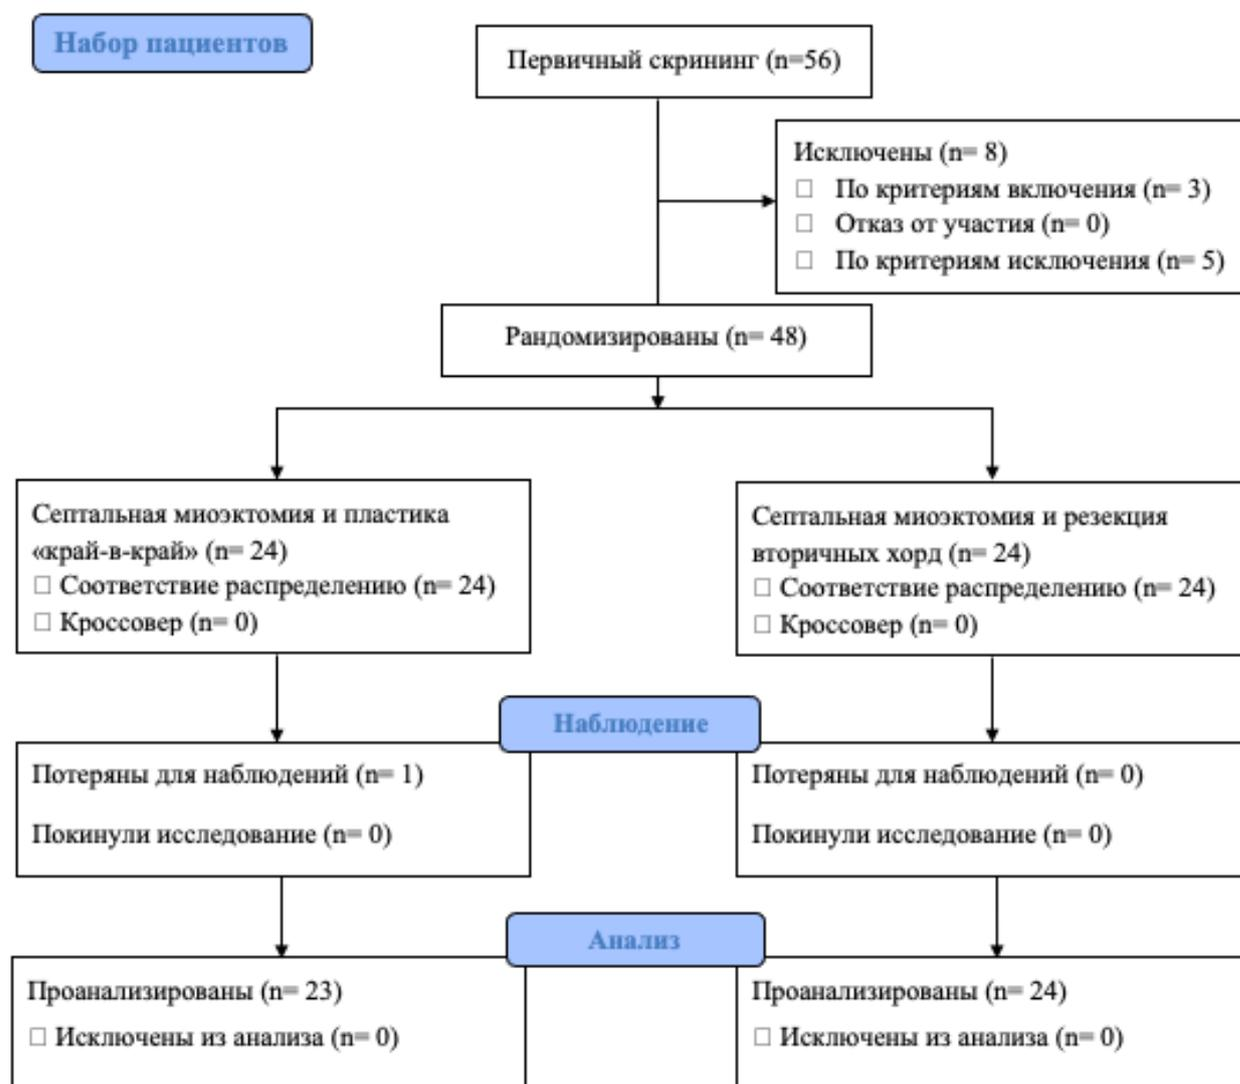 Набор пациентов
Первичный скрининг (n=56)
Исключены (n= 8)
□ По критериям включения (n= 3)
□ Отказ от участия (n= 0)
□ По критериям исключения (n= 5)
Рандомизированы (n= 48)
Септальная миоэктомия и пластика
«край-в-край» (n= 24)
□ Соответствие распределению (n= 24)
□ Кроссовер (n= 0)
Септальная миоэктомия и резекция
вторичных хорд (n= 24)
□ Соответствие распределению (n= 24)
□ Кроссовер (n= 0)
Наблюдение
Потеряны для наблюдений (n= 1)
Покинули исследование (n= 0)
Потеряны для наблюдений (n= 0)
Покинули исследование (n= 0)
Анализ
Проанализированы (n= 23)
□ Исключены из анализа (n= 0)
Проанализированы (n= 24)
□ Исключены из анализа (n= 0)